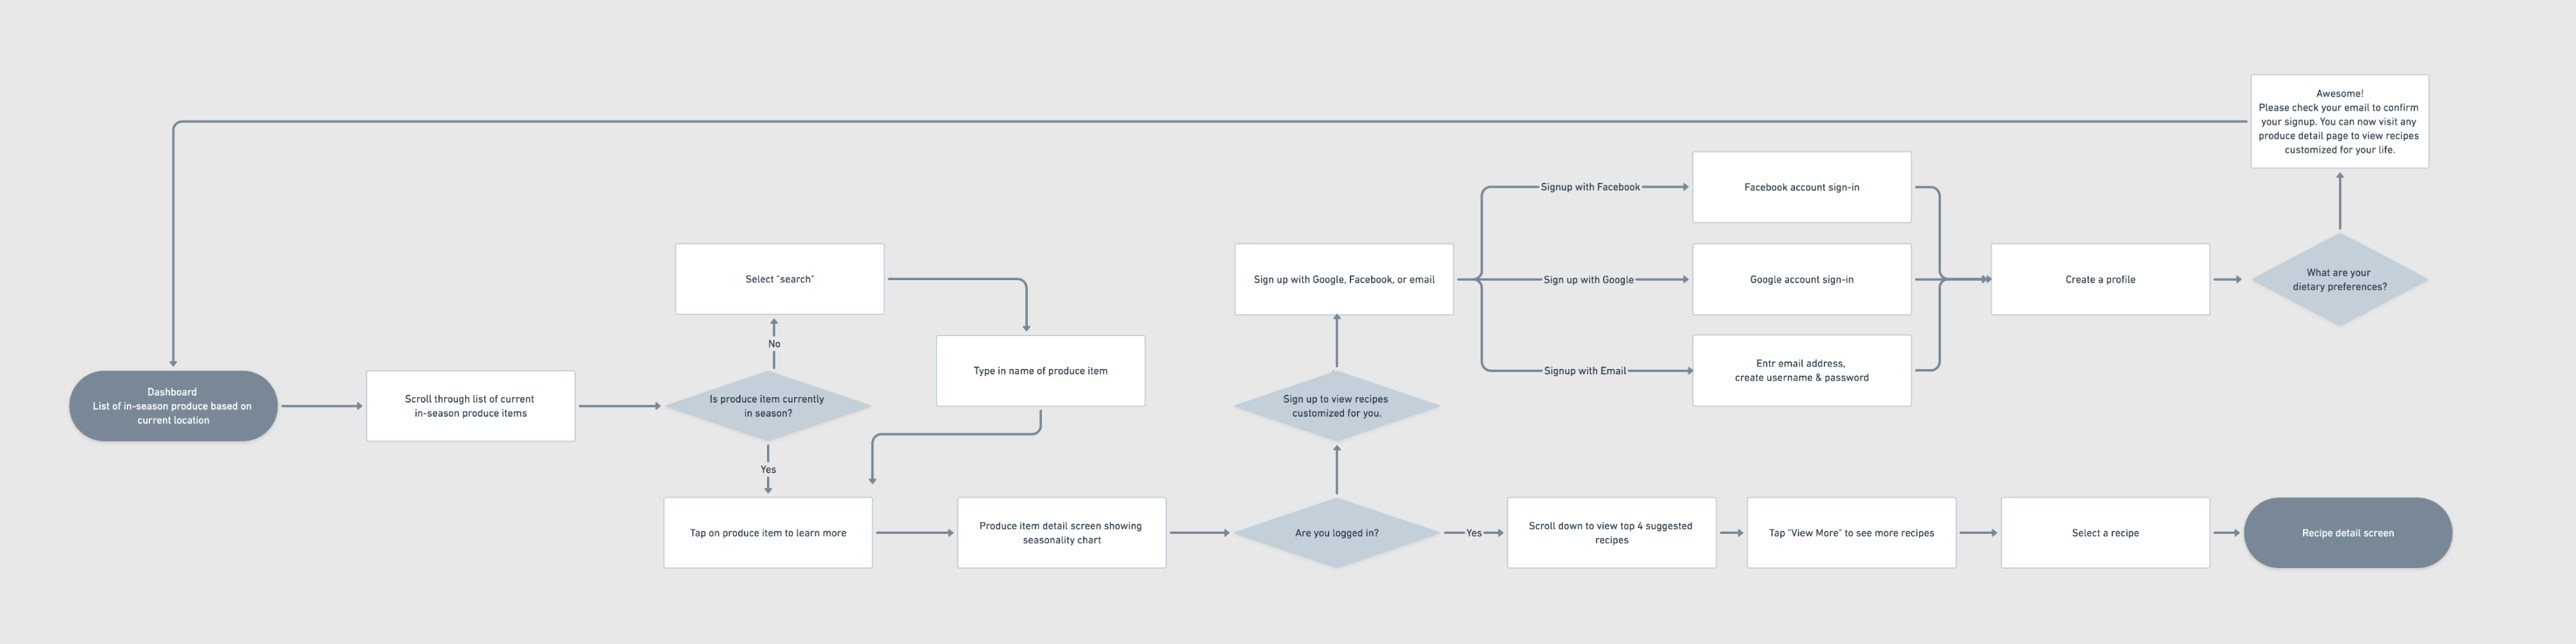 Awesome!
Please check your email to confirm
your signup. You can now visit any
produce detail page to view recipes
customized for your life.
Signup with Facebook
Facebook account sign-in
Select "search"
Sign up with Google, Facebook, or email
Sign up with Google
Google account sign-in
Create a profile
What are your
dietary preferences?
No
Type in name of produce item
Signup with Email
Entr email address,
create username & password
Dashboard
List of in-season produce based on
current location
Scroll through list of current
in-season produce items
Is produce item currently
in season?
Sign up to view recipes
customized for you.
Yes
Tap on produce item to learn more
Produce item detail screen showing
seasonality chart
Are you logged in?
Yes
Scroll down to view top 4 suggested
recipes
Tap "View More" to see more recipes
Select a recipe
Recipe detail screen